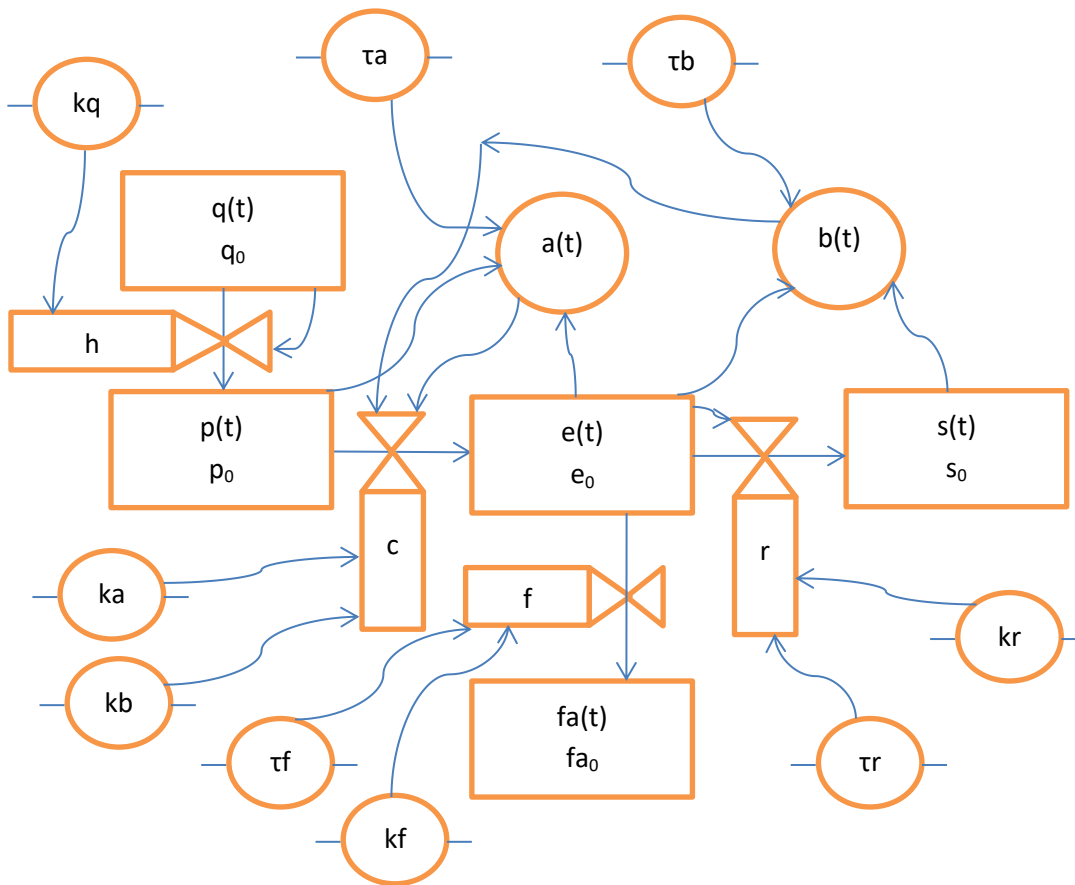 τa
τb
kq
q(t)
q₀
a(t)
b(t)
h
p(t)
p₀
e(t)
e₀
s(t)
s₀
c
r
ka
f
kr
kb
fa(t)
fa₀
τf
τr
kf